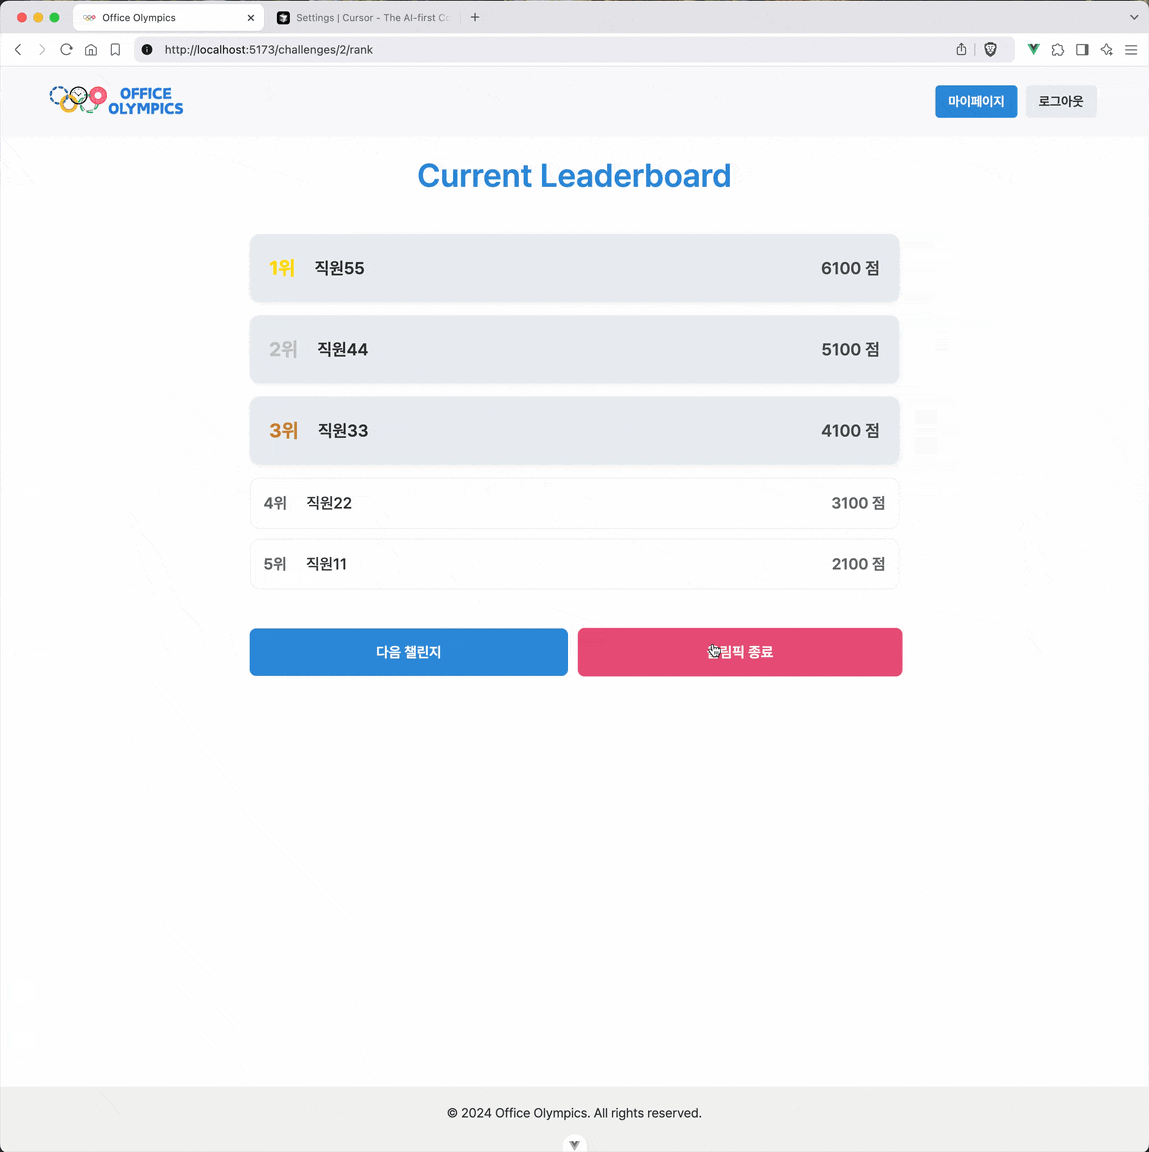 Office Olympics
Settings | Cursor - The AI-first Co
http://localhost:5173/challenges/2/rank
OFFICE
OLYMPICS
마이페이지
로그아웃
Current Leaderboard
1위 직원55 6100 점
2위 직원44 5100 점
3위 직원33 4100 점
4위 직원22 3100 점
5위 직원11 2100 점
다음 챌린지
종료
© 2024 Office Olympics. All rights reserved.